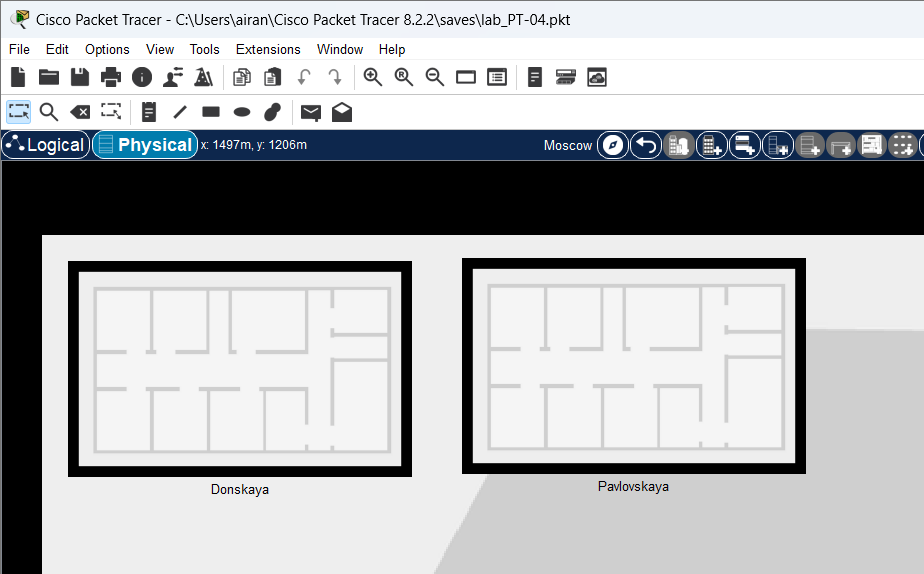 Cisco Packet Tracer - C:\Users\airan\Cisco Packet Tracer 8.2.2\saves\lab_PT-04.pkt
File Edit Options View Tools Extensions Window Help
Logical Physical x: 1497m, y: 1206m Moscow
Donskaya
Pavlovskaya